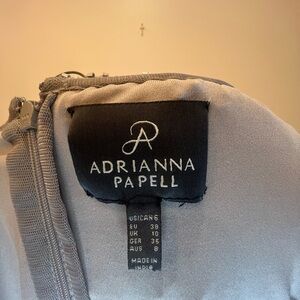 ADRIANNA
PAPELL
US|CAN 6
EU 38
UK 10
GER 36
AUS 8
MADE IN
INDIA